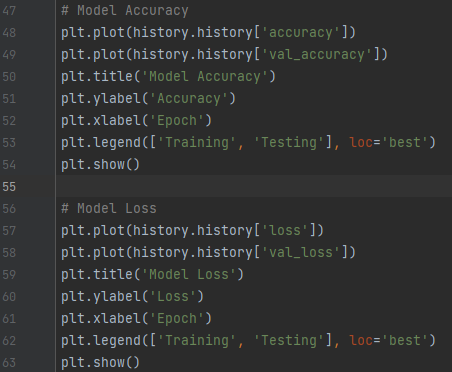 47 # Model Accuracy
48 plt.plot(history.history['accuracy'])
49 plt.plot(history.history['val_accuracy'])
50 plt.title('Model Accuracy')
51 plt.ylabel('Accuracy')
52 plt.xlabel('Epoch')
53 plt.legend(['Training', 'Testing'], loc='best')
54 plt.show()
55
56 # Model Loss
57 plt.plot(history.history['loss'])
58 plt.plot(history.history['val_loss'])
59 plt.title('Model Loss')
60 plt.ylabel('Loss')
61 plt.xlabel('Epoch')
62 plt.legend(['Training', 'Testing'], loc='best')
63 plt.show()